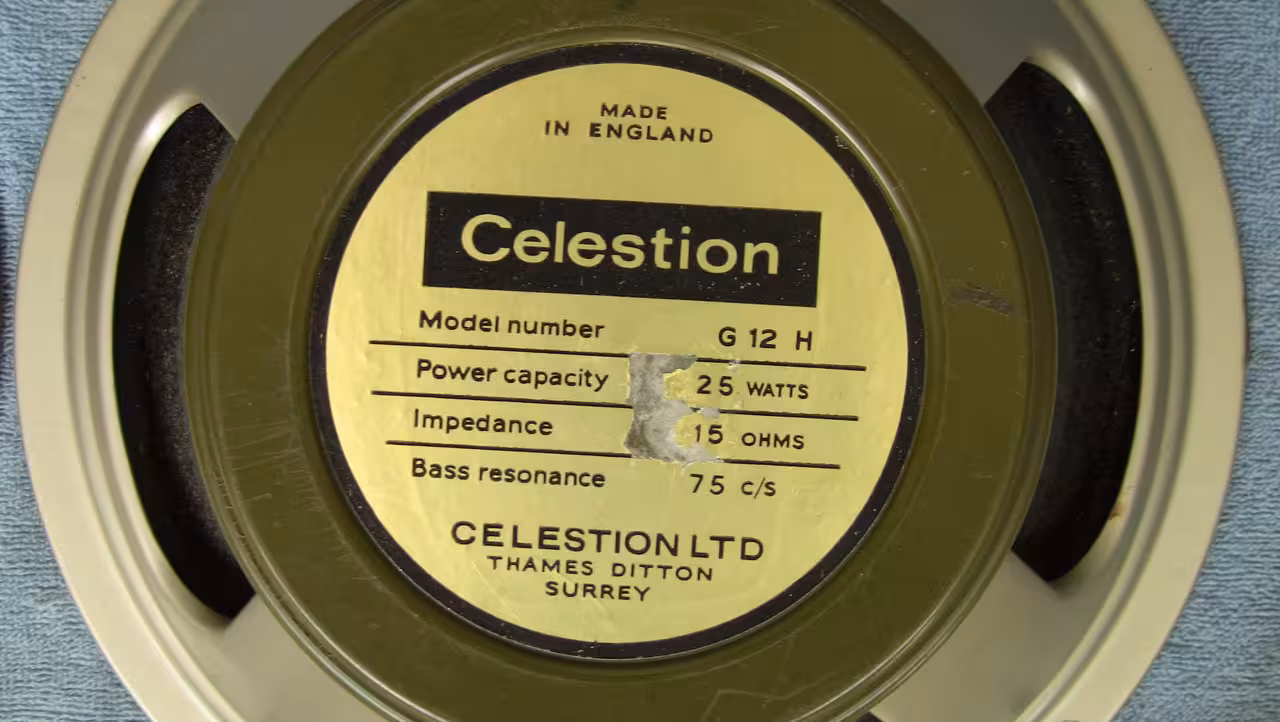 MADE
IN ENGLAND
Celestion
Model number G 12 H
Power capacity 25 WATTS
Impedance 15 OHMS
Bass resonance 75 c/s
CELESTION LTD
THAMES DITTON
SURREY